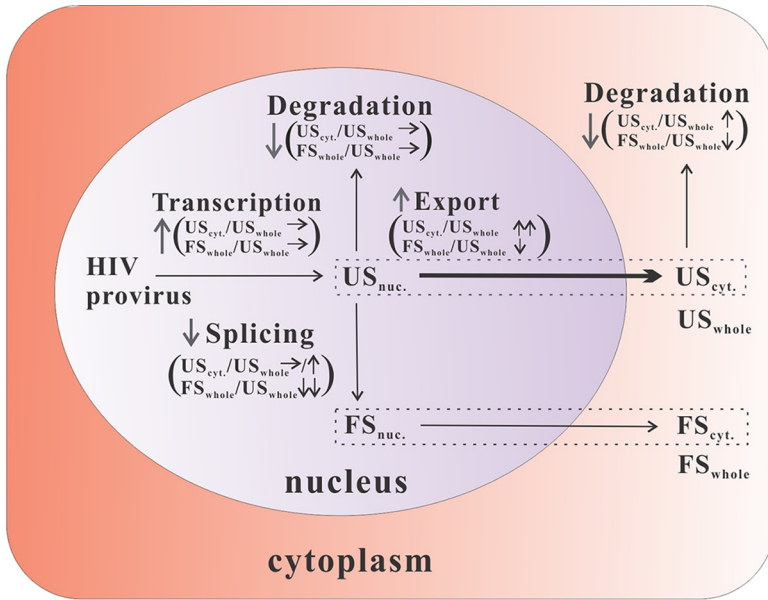 Degradation
↓(UScyt./USwhole →
FSwhole/USwhole →)
Degradation
↓(UScyt./USwhole ↑
FSwhole/USwhole ↓)
Transcription
↑(UScyt./USwhole →
FSwhole/USwhole →)
↑Export
(UScyt./USwhole ↑↑
FSwhole/USwhole ↓)
HIV
provirus
USnuc.
UScyt.
USwhole
↓Splicing
(UScyt./USwhole →/↑
FSwhole/USwhole ↓↓)
FSnuc.
FScyt.
FSwhole
nucleus
cytoplasm